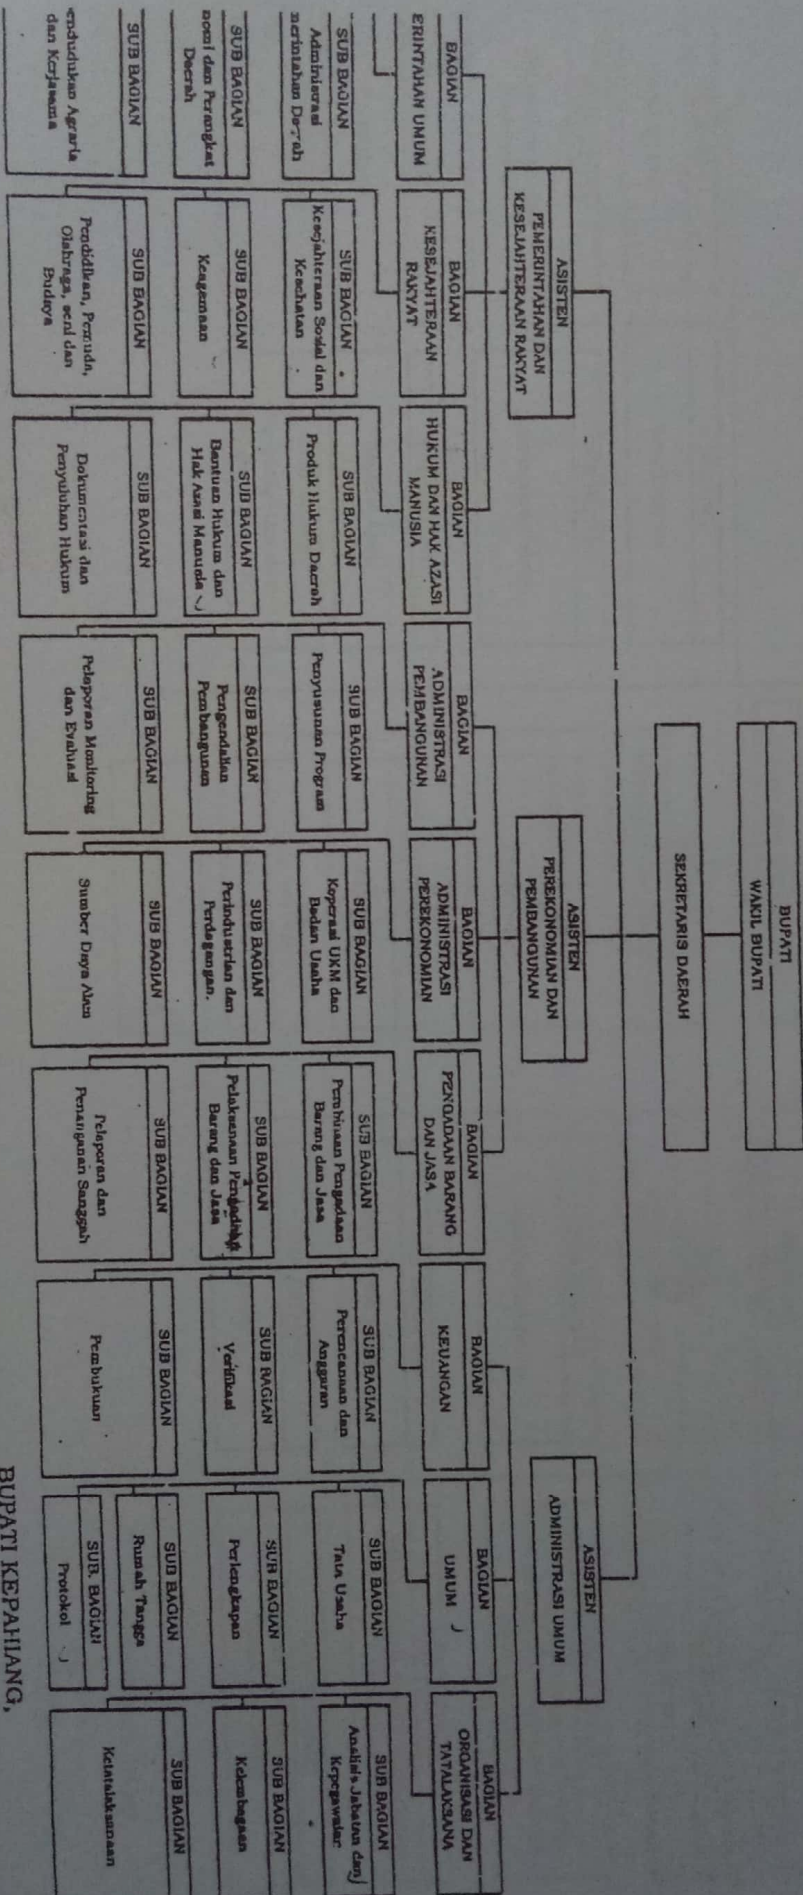 BUPATI
WAKIL BUPATI
SEKRETARIS DAERAH
ASISTEN
PEMERINTAHAN DAN
KESEJAHTERAAN RAKYAT
ASISTEN
PEREKONOMIAN DAN
PEMBANGUNAN
ASISTEN
ADMINISTRASI UMUM
BAGIAN
ERINTAHAN UMUM
BAGIAN
KESEJAHTERAAN
RAKYAT
BAGIAN
HUKUM DAN HAK AZASI
MANUSIA
BAGIAN
ADMINISTRASI
PEMBANGUNAN
BAGIAN
ADMINISTRASI
PEREKONOMIAN
BAGIAN
PENGADAAN BARANG
DAN JASA
BAGIAN
KEUANGAN
BAGIAN
UMUM
BAGIAN
ORGANISASI DAN
TATALAKSANA
SUB BAGIAN
Administrasi
merintahan Daerah
SUB BAGIAN
Kesejahteraan Sosial dan
Kesehatan
SUB BAGIAN
Produk Hukum Daerah
SUB BAGIAN
Penyusunan Program
SUB BAGIAN
Koperasi UKM dan
Badan Usaha
SUB BAGIAN
Pembinaan Pengadaan
Barang dan Jasa
SUB BAGIAN
Perencanaan dan
Anggaran
SUB BAGIAN
Tata Usaha
SUB BAGIAN
Analisis Jabatan dan
Kepegawaian
SUB BAGIAN
nomi dan Perangkat
Daerah
SUB BAGIAN
Keagamaan
SUB BAGIAN
Bantuan Hukum dan
Hak Azasi Manusia
SUB BAGIAN
Pengendalian
Pembangunan
SUB BAGIAN
Perindustrian dan
Perdagangan.
SUB BAGIAN
Pelaksanaan Pengadaan
Barang dan Jasa
SUB BAGIAN
Verifikasi
SUB BAGIAN
Perlengkapan
SUB BAGIAN
Kelembagaan
SUB BAGIAN
endudukan Agraria
dan Kerjasama
SUB BAGIAN
Pendidikan, Pemuda,
Olahraga, seni dan
Budaya
SUB BAGIAN
Dokumentasi dan
Penyuluhan Hukum
SUB BAGIAN
Pelaporan Monitoring
dan Evaluasi
SUB BAGIAN
Sumber Daya Alam
SUB BAGIAN
Pelaporan dan
Penanganan Sanggah
SUB BAGIAN
Pembukuan
SUB BAGIAN
Rumah Tangga
SUB. BAGIAN
Protokol
SUB BAGIAN
Ketatalaksanaan
BUPATI KEPAHIANG,